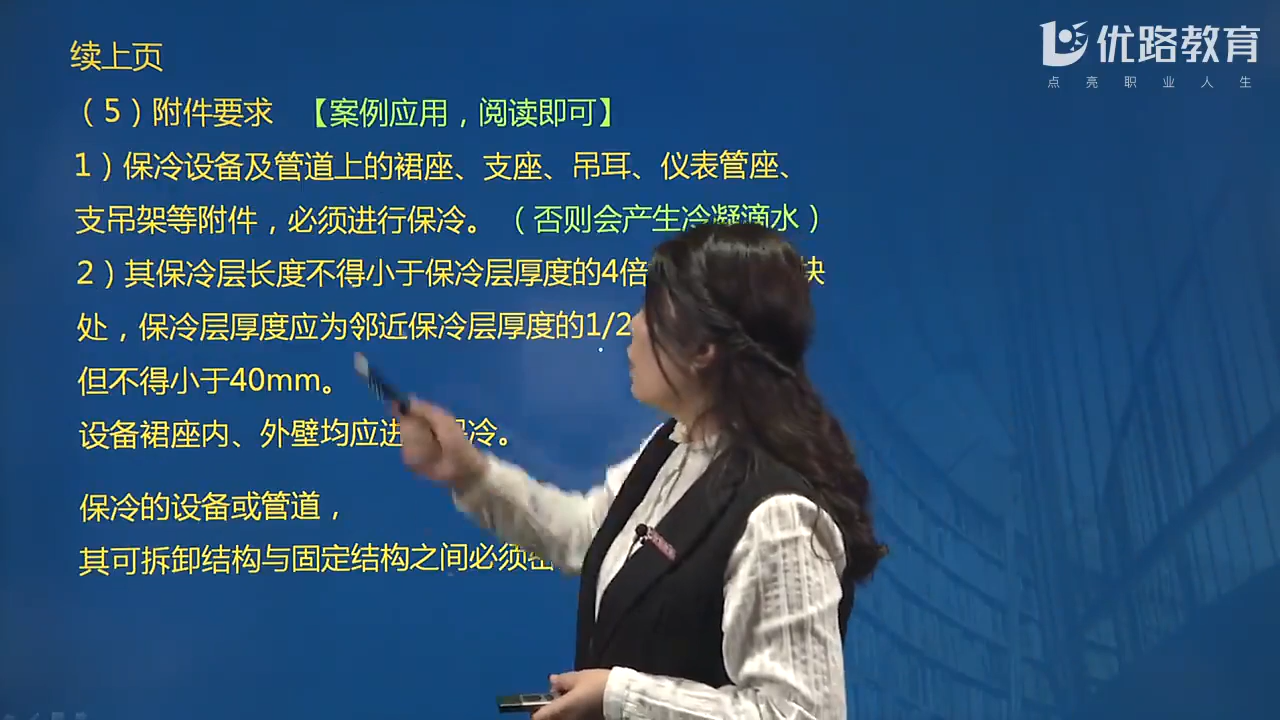 优路教育
点亮职业人生
续上页
（5）附件要求 【案例应用，阅读即可】
1）保冷设备及管道上的裙座、支座、吊耳、仪表管座、
支吊架等附件，必须进行保冷。（否则会产生冷凝滴水）
2）其保冷层长度不得小于保冷层厚度的4倍 块
处，保冷层厚度应为邻近保冷层厚度的1/2
但不得小于40mm。
设备裙座内、外壁均应进 保冷。
保冷的设备或管道，
其可拆卸结构与固定结构之间必须密